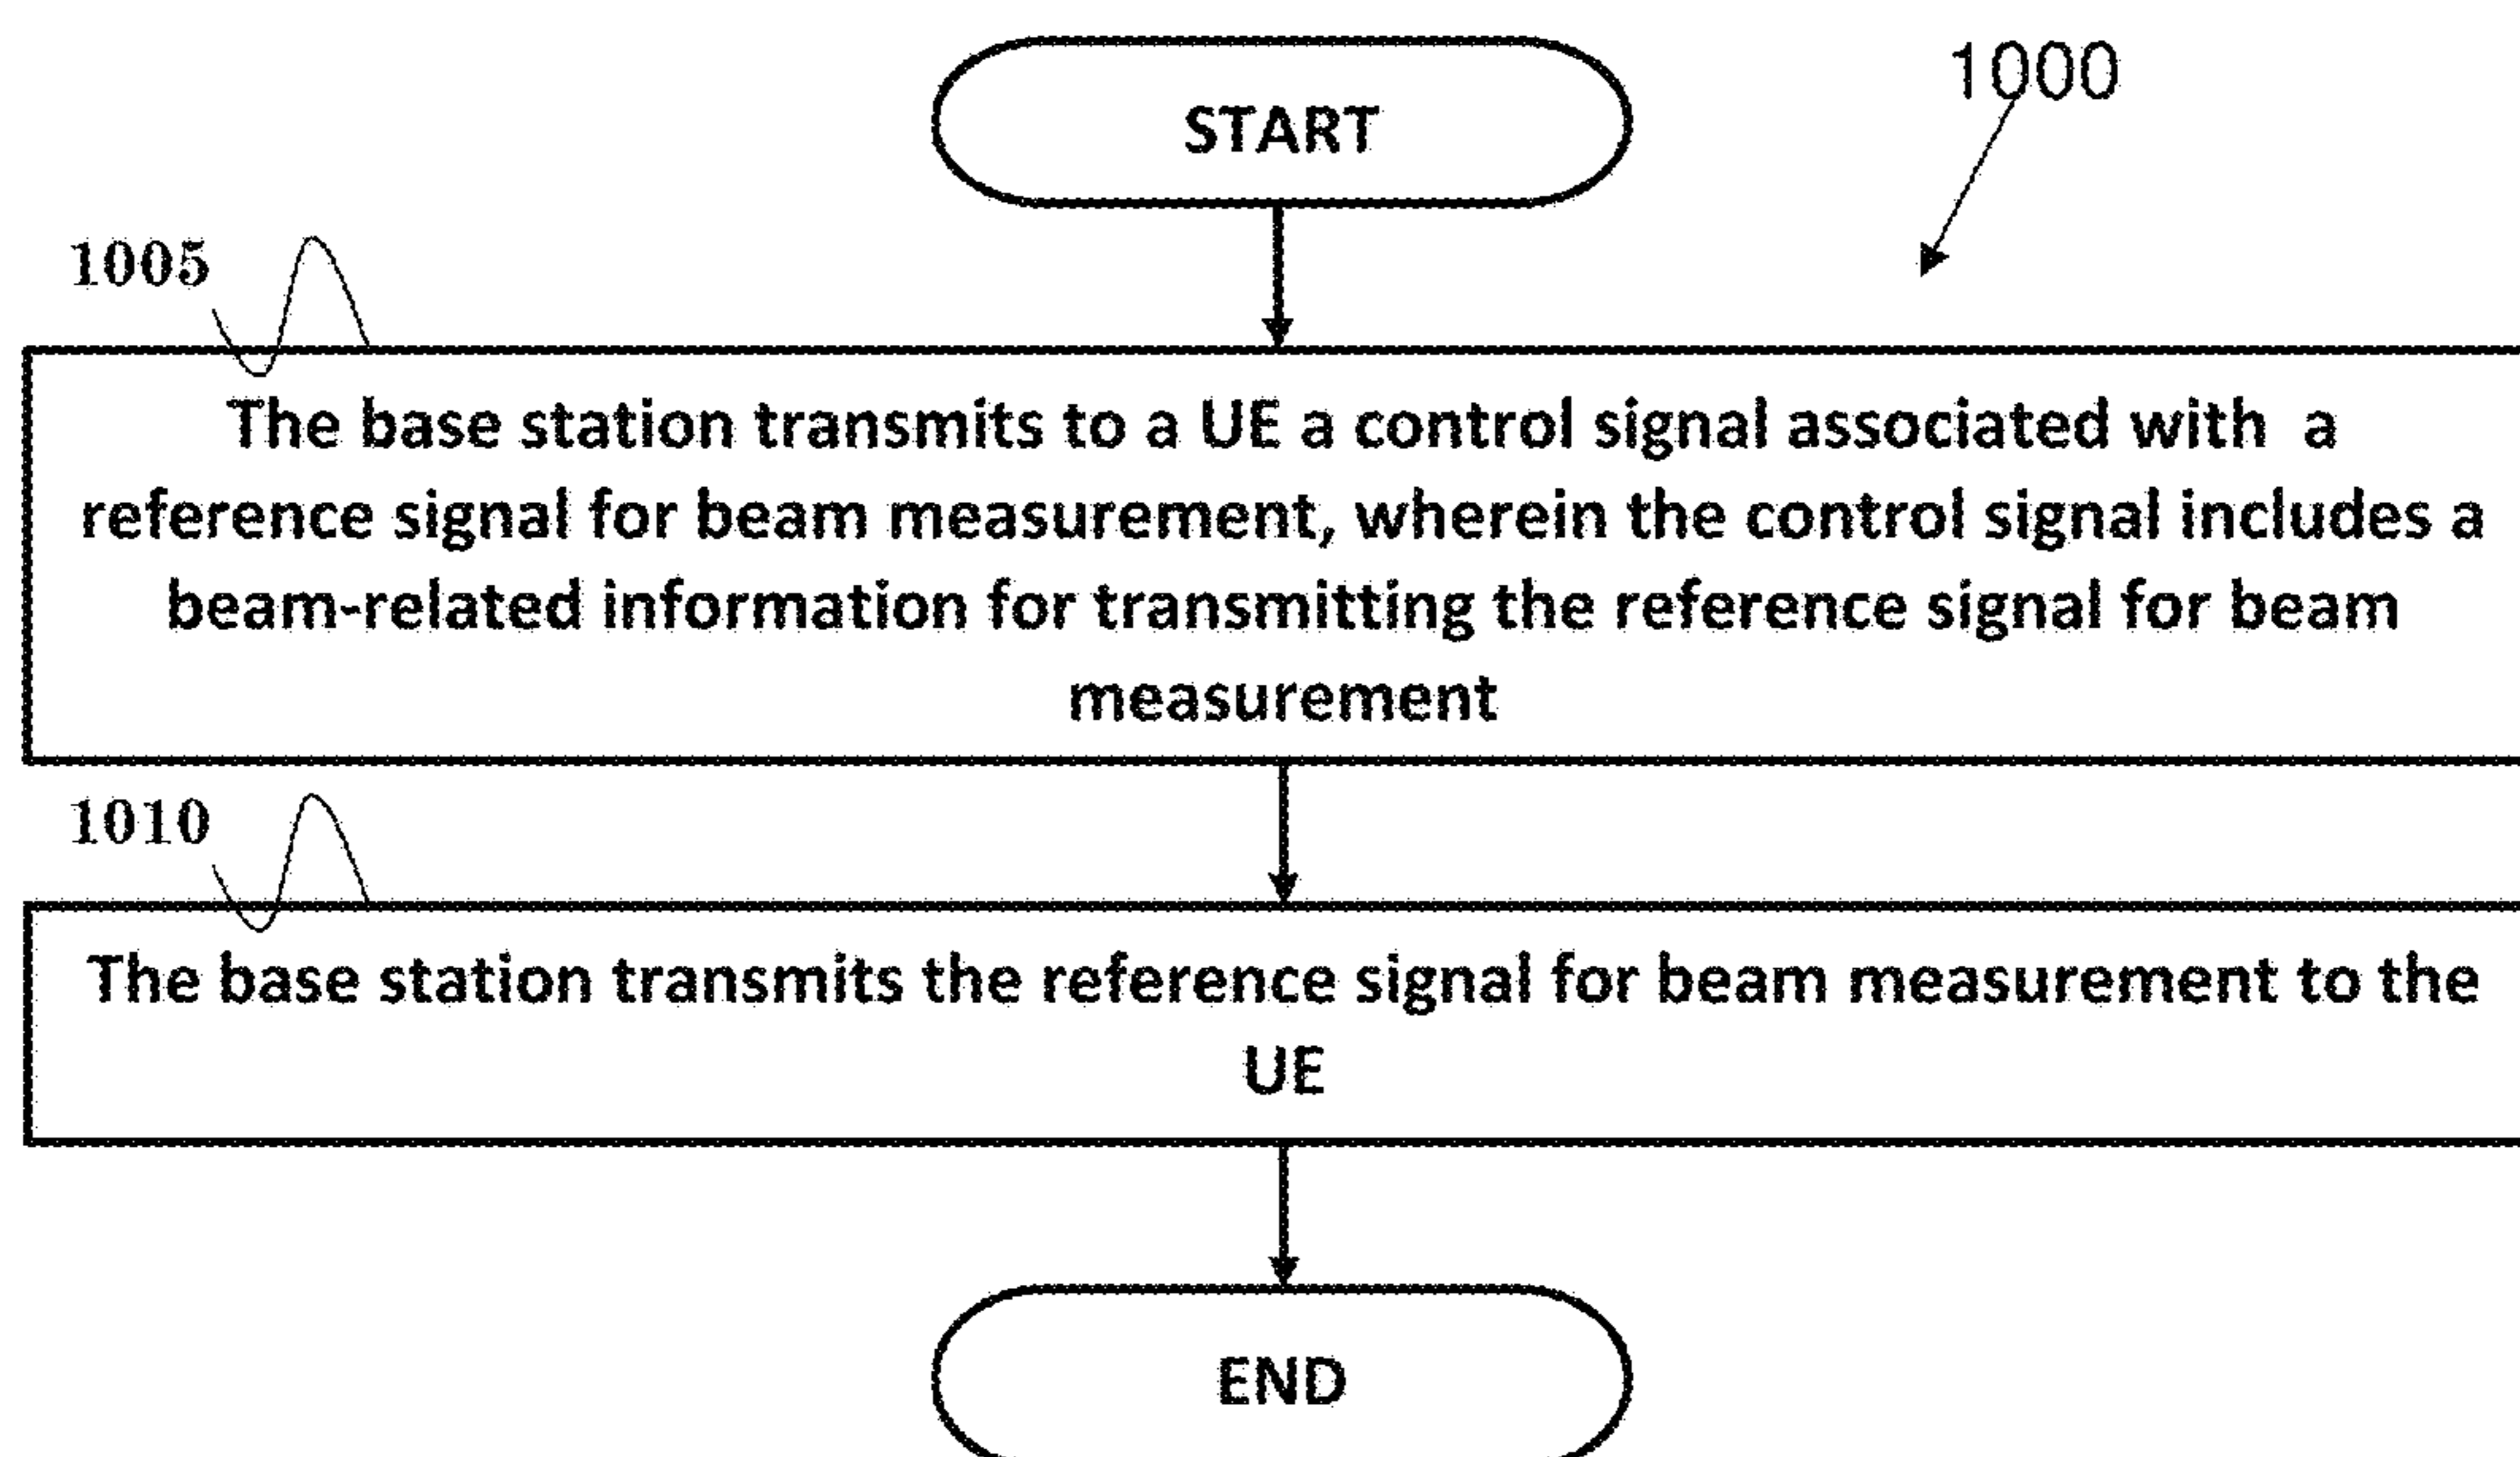 START
1000
1005
The base station transmits to a UE a control signal associated with a
reference signal for beam measurement, wherein the control signal includes a
beam-related information for transmitting the reference signal for beam
measurement
1010
The base station transmits the reference signal for beam measurement to the
UE
END